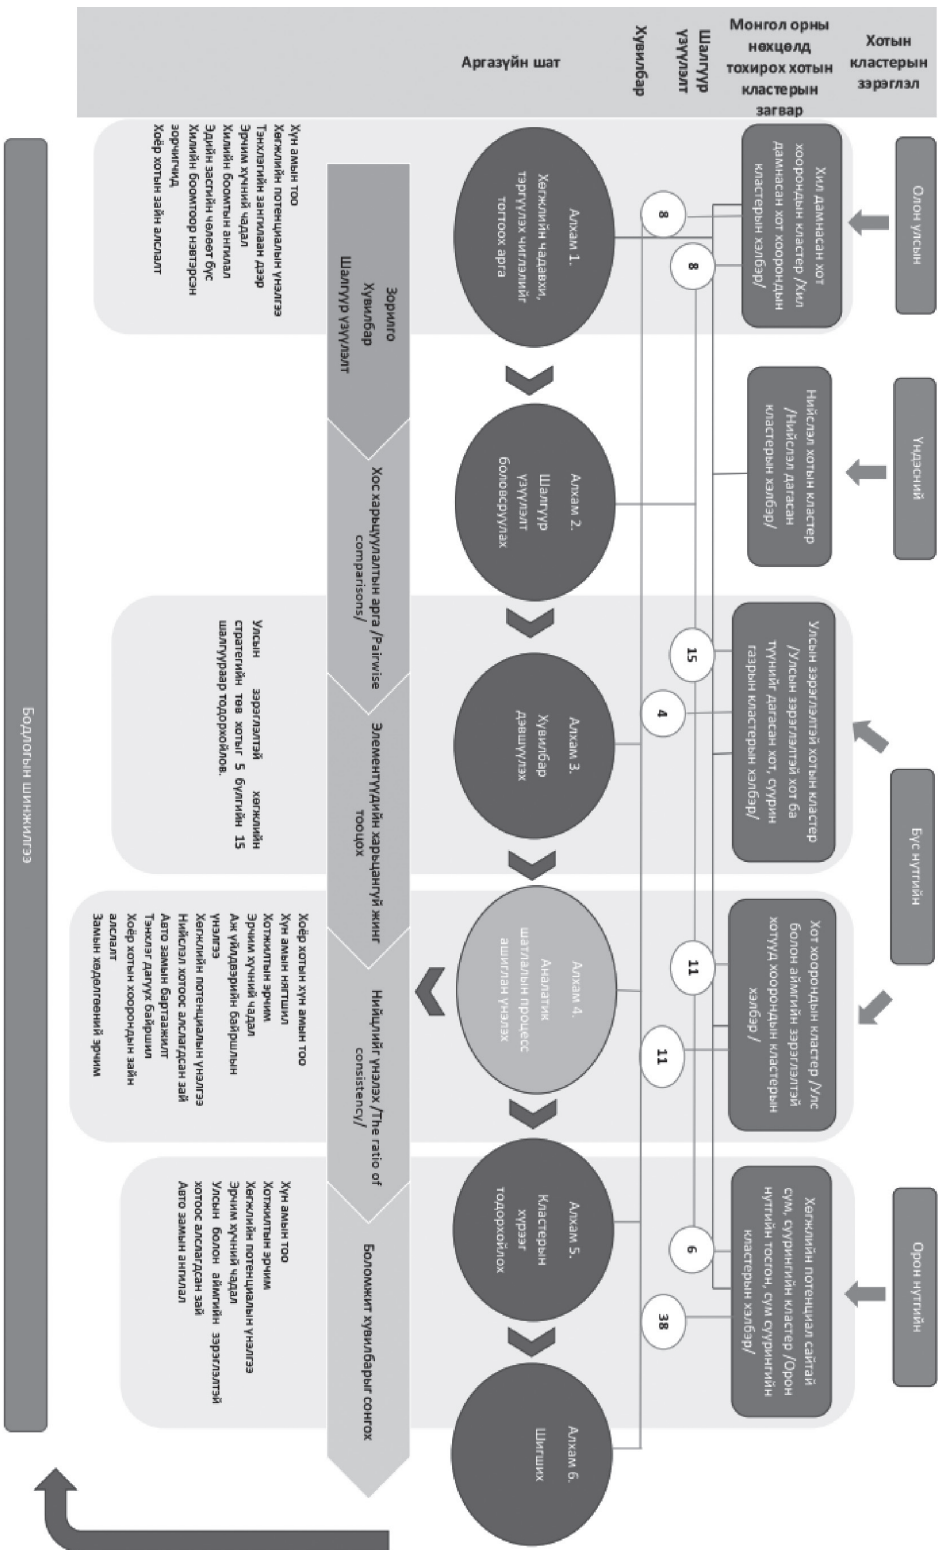 Хотын
кластерын
зэрэглэл
Олон улсын
Үндэсний
Бүс нутгийн
Орон нутгийн
Монгол орны
нөхцөлд
тохирох хотын
кластерын
загвар
Хил дамнасан хот
хоорондын кластер /Хил
дамнасан хот хоорондын
кластерын хэлбэр/
Нийслэл хотын кластер
/Нийслэл дагасан
кластерын хэлбэр/
Улсын зэрэглэлтэй хотын кластер
/Улсын зэрэглэлтэй хот ба
түүнийг дагасан хот, суурин
газрын кластерын хэлбэр/
Хот хоорондын кластер /Улс
болон аймгийн зэрэглэлтэй
хотууд хоорондын кластерын
хэлбэр /
Хөгжлийн потенциал сайтай
сум, суурингийн кластер /Орон
нутгийн тосгон, сум суурингийн
кластерын хэлбэр/
Шалгуур
үзүүлэлт
8
15
11
6
Хувилбар
8
4
11
38
Аргазүйн шат
Алхам 1.
Хөгжлийн чадавхи,
тэргүүлэх чиглэлийг
тогтоох арга
Алхам 2.
Шалгуур
үзүүлэлт
боловсруулах
Алхам 3.
Хувилбар
дэвшүүлэх
Алхам 4.
Аналатик
шатлалын процесс
ашиглан үнэлэх
Алхам 5.
Кластерын
хүрээг
тодорхойлох
Алхам 6.
Шигших
Зорилго
Хувилбар
Шалгуур үзүүлэлт
Хос харьцуулалтын арга /Pairwise
comparisons/
Элементүүдийн харьцангуй жинг
тооцох
Нийцлийг үнэлэх /The ratio of
consistency/
Боломжит хувилбарыг сонгох
Хүн амын тоо
Хөгжлийн потенциалын үнэлгээ
Тэнхлэгийн зангилаан дээр
Эрчим хүчний чадал
Хилийн боомтын ангилал
Эдийн засгийн чөлөөт бүс
Хилийн боомтоор нэвтэрсэн
зорчигчид
Хоёр хотын зайн алслалт
Улсын зэрэглэлтэй хөгжлийн
стратегийн төв хотыг 5 бүлгийн 15
шалгуураар тодорхойлов.
Хоёр хотын хүн амын тоо
Хүн амын нягтшил
Хотжилтын эрчим
Эрчим хүчний чадал
Аж үйлдвэрийн байршлын
үнэлгээ
Хөгжлийн потенциалын үнэлгээ
Нийслэл хотоос алслагдсан зай
Авто замын бартаажилт
Тэнхлэг дагуух байршил
Хоёр хотын хоорондын зайн
алслалт
Замын хөдөлгөөний эрчим
Хүн амын тоо
Хотжилтын эрчим
Хөгжлийн потенциалын үнэлгээ
Эрчим хүчний чадал
Улсын болон аймгийн зэрэглэлтэй
хотоос алслагдсан зай
Авто замын ангилал
Бодлогын шинжилгээ